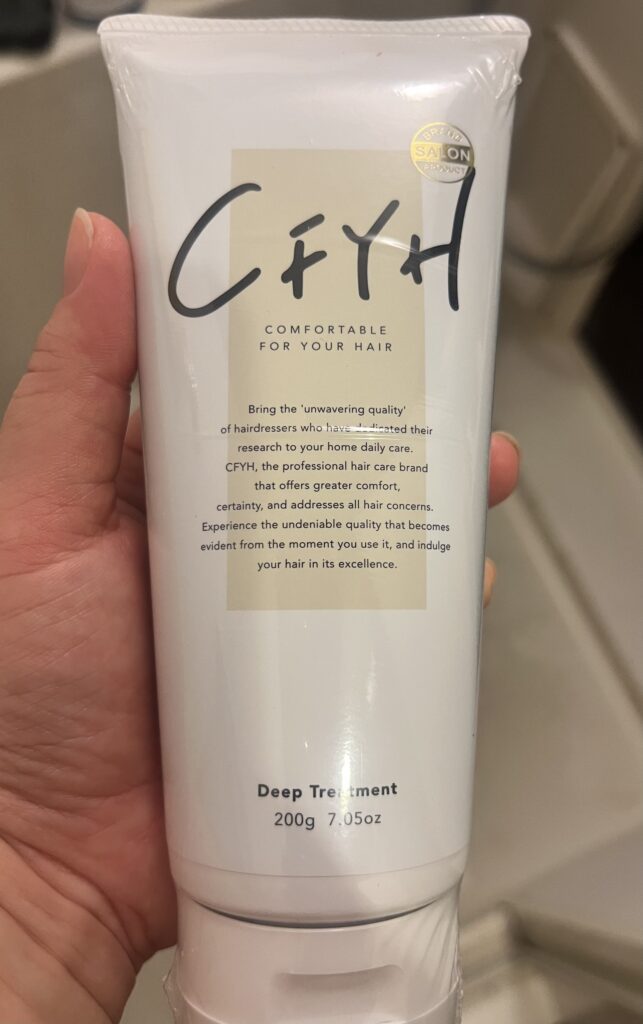 BRAND
SALON
PRODUCT
CFYH
COMFORTABLE
FOR YOUR HAIR
Bring the 'unwavering quality'
of hairdressers who have dedicated their
research to your home daily care.
CFYH, the professional hair care brand
that offers greater comfort,
certainty, and addresses all hair concerns.
Experience the undeniable quality that becomes
evident from the moment you use it, and indulge
your hair in its excellence.
Deep Treatment
200g 7.05oz